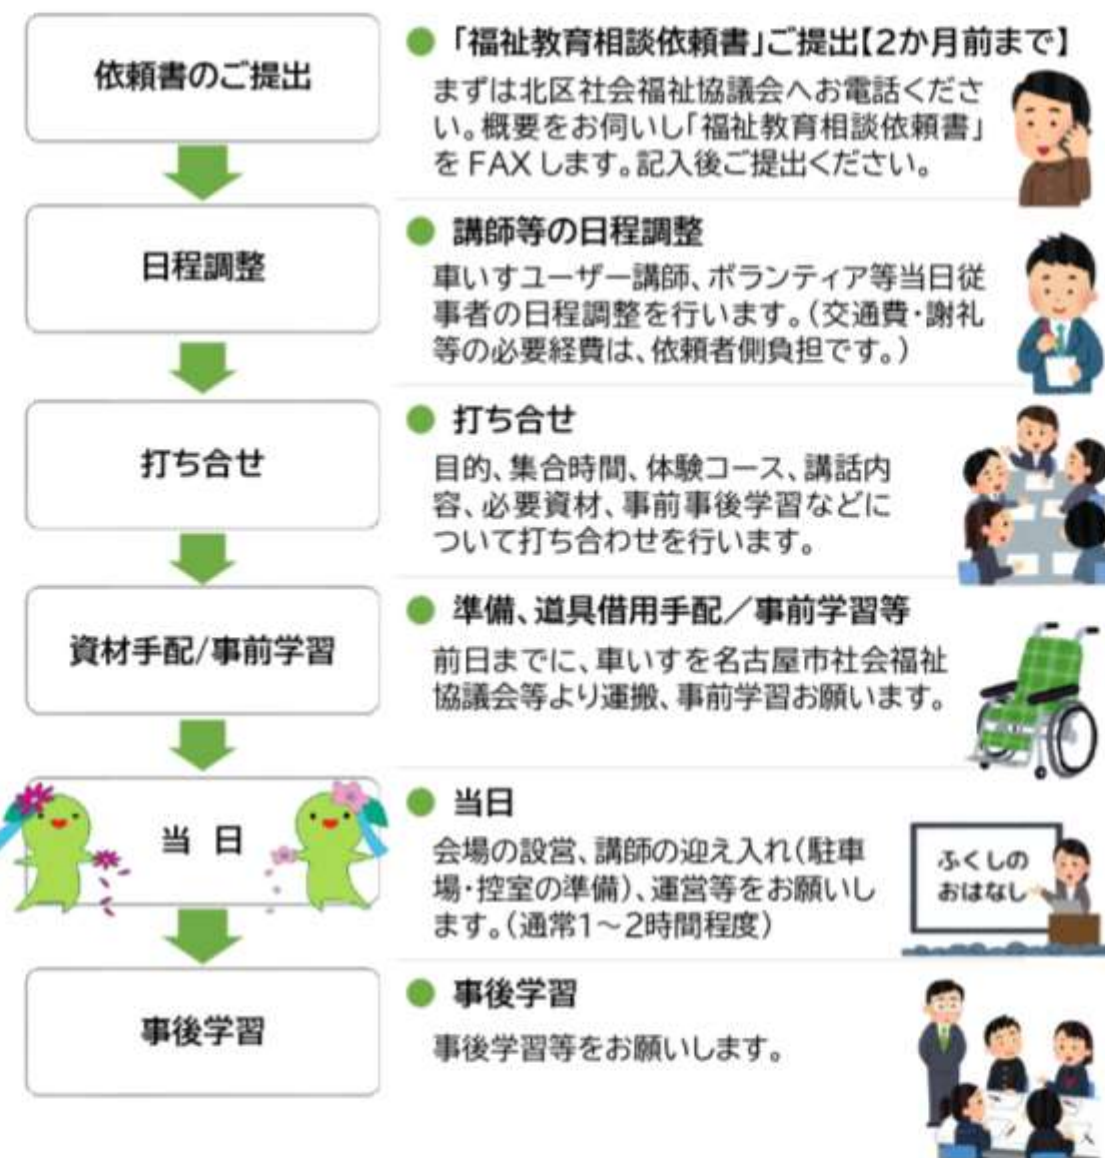 依頼書のご提出
●「福祉教育相談依頼書」ご提出【2か月前まで】
まずは北区社会福祉協議会へお電話くださ
い。概要をお伺いし「福祉教育相談依頼書」
を FAX します。記入後ご提出ください。
日程調整
● 講師等の日程調整
車いすユーザー講師、ボランティア等当日従
事者の日程調整を行います。（交通費・謝礼
等の必要経費は、依頼者側負担です。）
打ち合せ
● 打ち合せ
目的、集合時間、体験コース、講話内
容、必要資材、事前事後学習などに
ついて打ち合わせを行います。
資材手配/事前学習
● 準備、道具借用手配／事前学習等
前日までに、車いすを名古屋市社会福祉
協議会等より運搬、事前学習お願います。
当 日
● 当日
会場の設営、講師の迎え入れ（駐車
場・控室の準備）、運営等をお願いし
ます。（通常1～2時間程度）
ふくしの
おはなし
事後学習
● 事後学習
事後学習等をお願いします。